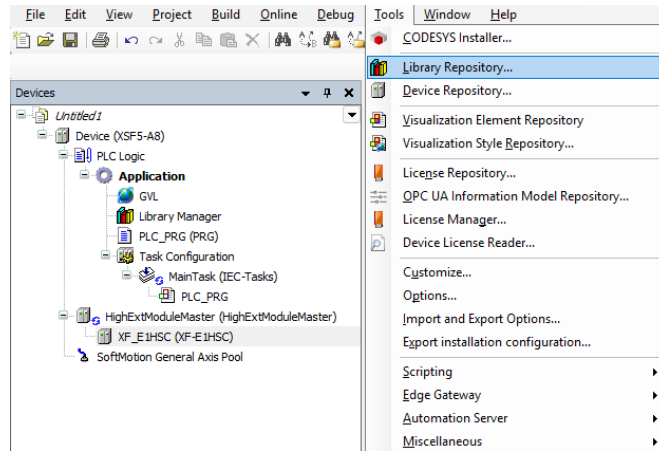 File Edit View Project Build Online Debug Tools Window Help
CODESYS Installer...
Library Repository...
Device Repository...
Visualization Element Repository
Visualization Style Repository...
License Repository...
OPC UA Information Model Repository...
License Manager...
Device License Reader...
Customize...
Options...
Import and Export Options...
Export installation configuration...
Scripting
Edge Gateway
Automation Server
Miscellaneous
Devices
Untitled1
Device (XSF5-A8)
PLC Logic
Application
GVL
Library Manager
PLC_PRG (PRG)
Task Configuration
MainTask (IEC-Tasks)
PLC_PRG
HighExtModuleMaster (HighExtModuleMaster)
XF_E1HSC (XF-E1HSC)
SoftMotion General Axis Pool